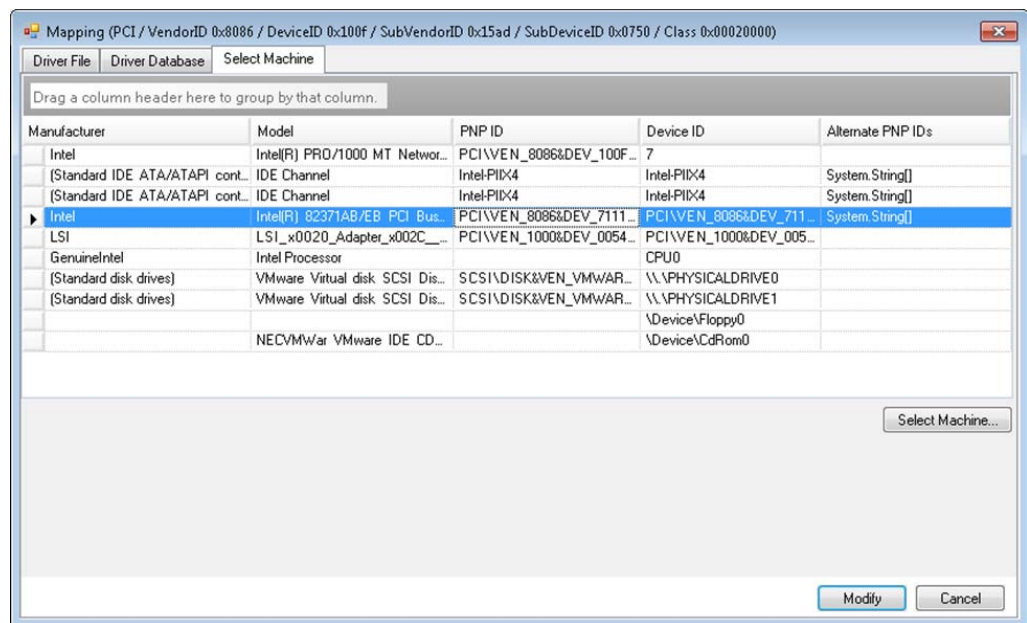 Mapping (PCI / VendorID 0x8086 / DeviceID 0x100f / SubVendorID 0x15ad / SubDeviceID 0x0750 / Class 0x00020000)
Driver File Driver Database Select Machine
Drag a column header here to group by that column.
Manufacturer Model PNP ID Device ID Alternate PNP IDs
Intel Intel(R) PRO/1000 MT Networ... PCI\VEN_8086&DEV_100F... 7
(Standard IDE ATA/ATAPI cont... IDE Channel Intel-PIIX4 Intel-PIIX4 System.String[]
(Standard IDE ATA/ATAPI cont... IDE Channel Intel-PIIX4 Intel-PIIX4 System.String[]
Intel Intel(R) 82371AB/EB PCI Bus... PCI\VEN_8086&DEV_7111... PCI\VEN_8086&DEV_711... System.String[]
LSI LSI_x0020_Adapter_x002C__... PCI\VEN_1000&DEV_0054... PCI\VEN_1000&DEV_005...
GenuineIntel Intel Processor CPU0
(Standard disk drives) VMware Virtual disk SCSI Dis... SCSI\DISK&VEN_VMWAR... \\.\PHYSICALDRIVE0
(Standard disk drives) VMware Virtual disk SCSI Dis... SCSI\DISK&VEN_VMWAR... \\.\PHYSICALDRIVE1
\Device\Floppy0
NECVMWar VMware IDE CD... \Device\CdRom0
Select Machine...
Modify Cancel